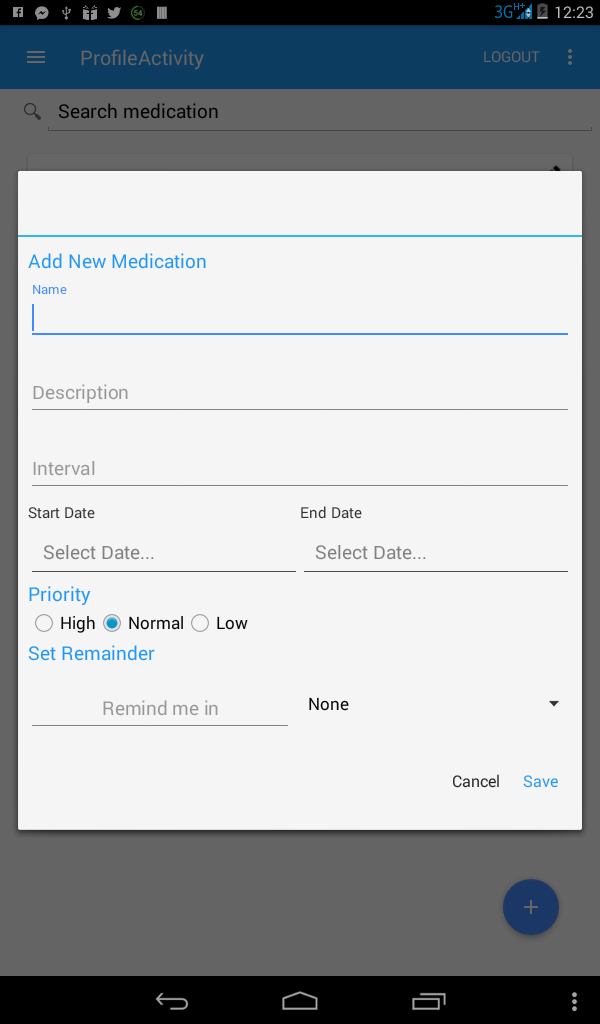 54 3G H+ 12:23
ProfileActivity LOGOUT
Search medication
Add New Medication
Name
Description
Interval
Start Date End Date
Select Date... Select Date...
Priority
High Normal Low
Set Remainder
Remind me in None
Cancel Save